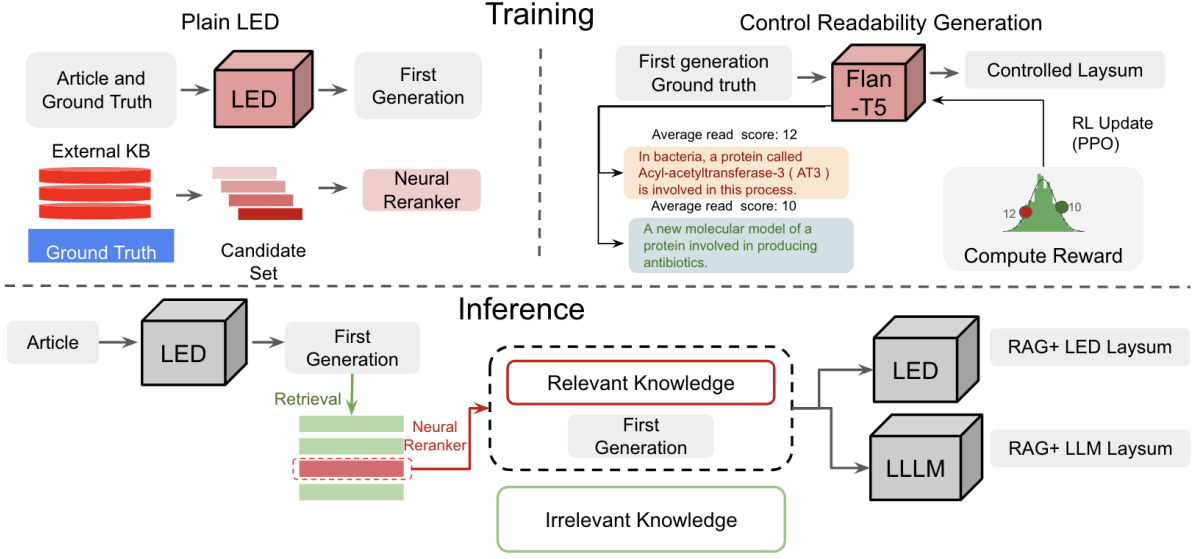 Training
Plain LED
Article and
Ground Truth
LED
First
Generation
External KB
Ground Truth
Candidate
Set
Neural
Reranker
Control Readability Generation
First generation
Ground truth
Flan
-T5
Controlled Laysum
Average read score: 12
In bacteria, a protein called
Acyl-acetyltransferase-3 ( AT3 )
is involved in this process.
Average read score: 10
A new molecular model of a
protein involved in producing
antibiotics.
RL Update
(PPO)
12
10
Compute Reward
Inference
Article
LED
First
Generation
Retrieval
Neural
Reranker
Relevant Knowledge
First
Generation
Irrelevant Knowledge
LED
RAG+ LED Laysum
LLLM
RAG+ LLM Laysum